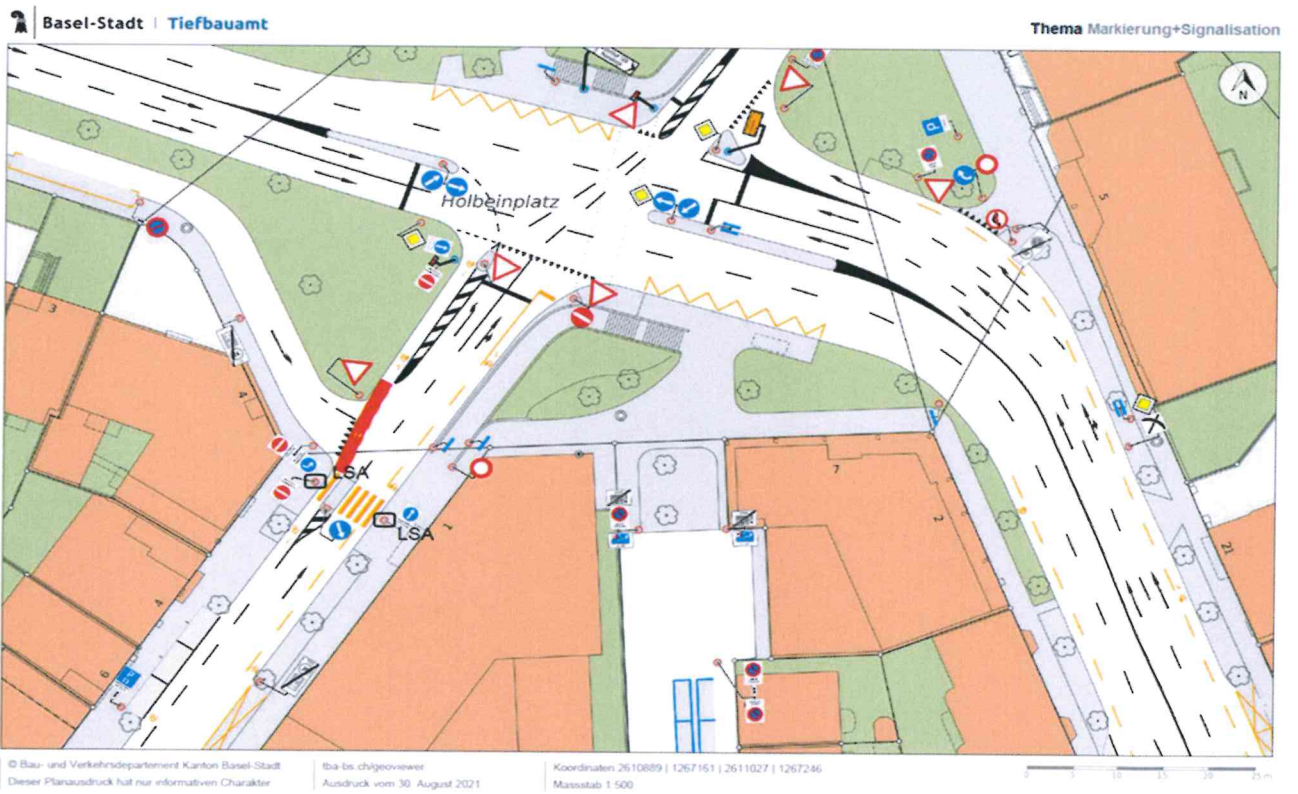 Basel-Stadt | Tiefbauamt
Thema Markierung+Signalisation
N
Holbeinplatz
P
5
3
4
LSA
LSA
1
7
2
21
4
6
P
© Bau- und Verkehrsdepartement Kanton Basel-Stadt
Dieser Planausdruck hat nur informativen Charakter
tba-bs.ch/geoviewer
Ausdruck vom 30. August 2021
Koordinaten 2610889 | 1267161 | 2611027 | 1267246
Massstab 1:500
0 5 10 15 20 25 m